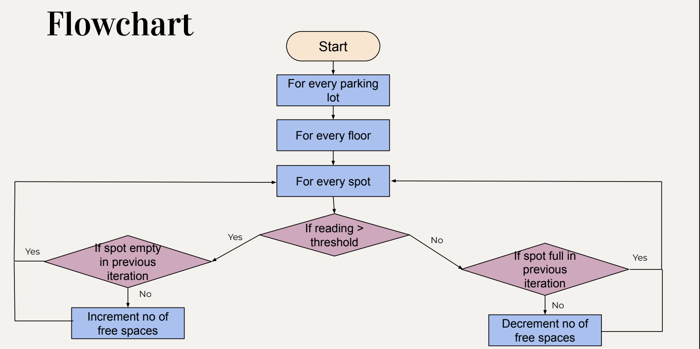 Flowchart
Start
For every parking
lot
For every floor
For every spot
If reading >
threshold
Yes
No
Yes
If spot empty
in previous
iteration
No
Increment no of
free spaces
If spot full in
previous
iteration
Yes
No
Decrement no of
free spaces